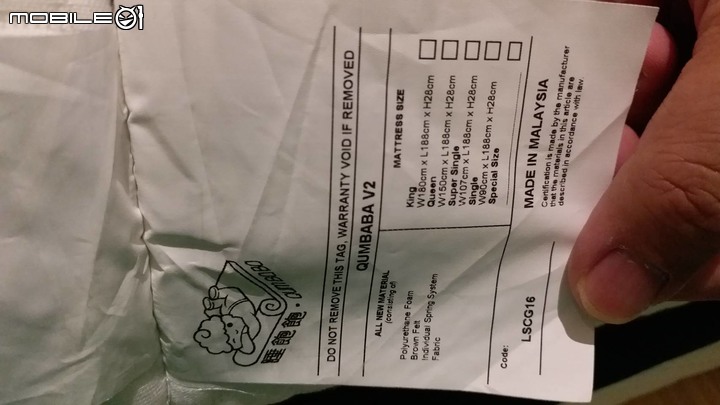 MOBILE01
QUMBABA
睡飽飽
DO NOT REMOVE THIS TAG, WARRANTY VOID IF REMOVED
QUMBABA V2
ALL NEW MATERIAL
(consisting of)
Polyurethane Foam
Brown Felt
Individual Spring System
Fabric
MATTRESS SIZE
King
W180cm x L188cm x H28cm
Queen
W150cm x L188cm x H28cm
Super Single
W107cm x L188cm x H28cm
Single
W90cm x L188cm x H28cm
Special Size
Code:
LSCG16
MADE IN MALAYSIA
Certification is made by the manufacturer
that the materials in this article are
described in accordance with law.